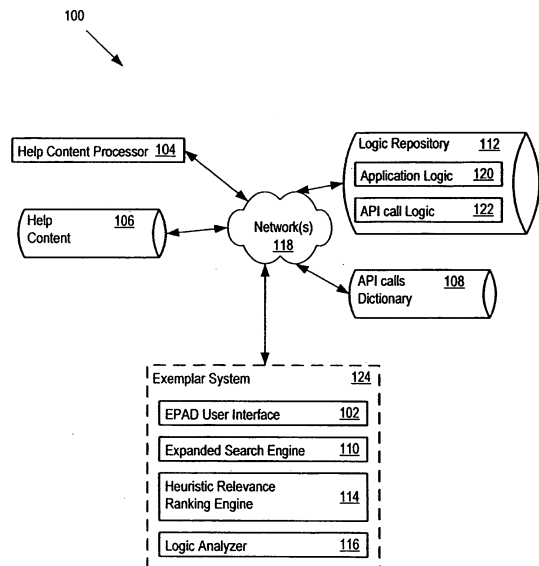 100
Help Content Processor 104
Logic Repository 112
Application Logic 120
API call Logic 122
Help Content 106
Network(s)
118
API calls Dictionary 108
Exemplar System 124
EPAD User Interface 102
Expanded Search Engine 110
Heuristic Relevance
Ranking Engine 114
Logic Analyzer 116